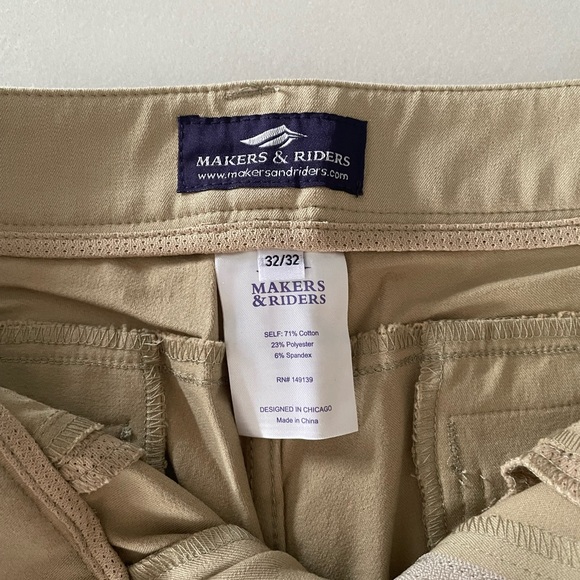 MAKERS & RIDERS
www.makersandriders.com
32/32
MAKERS
& RIDERS
SELF: 71% Cotton
23% Polyester
6% Spandex
RN# 149139
DESIGNED IN CHICAGO
Made in China